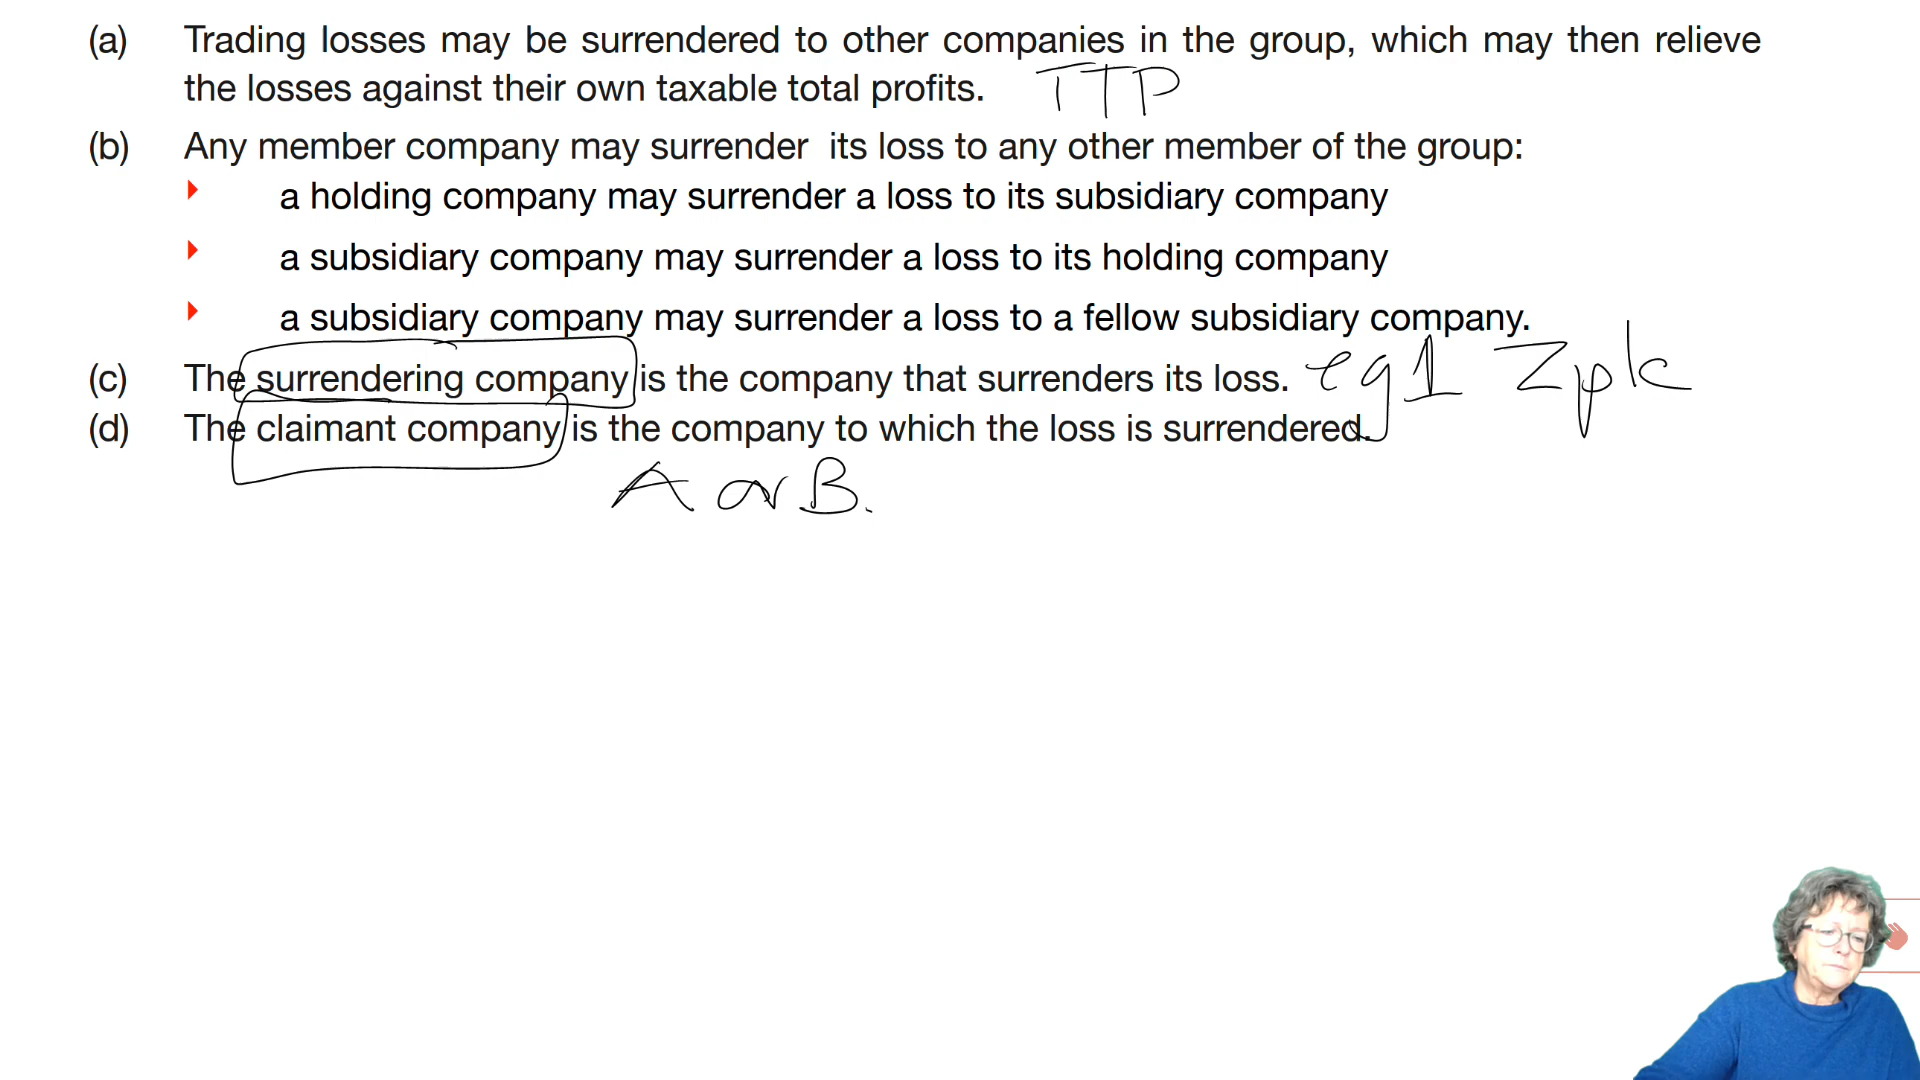 (a) Trading losses may be surrendered to other companies in the group, which may then relieve
the losses against their own taxable total profits. TTP
(b) Any member company may surrender its loss to any other member of the group:
a holding company may surrender a loss to its subsidiary company
a subsidiary company may surrender a loss to its holding company
a subsidiary company may surrender a loss to a fellow subsidiary company.
(c) The surrendering company is the company that surrenders its loss. eg1 Zplc
(d) The claimant company is the company to which the loss is surrendered.
A or B.